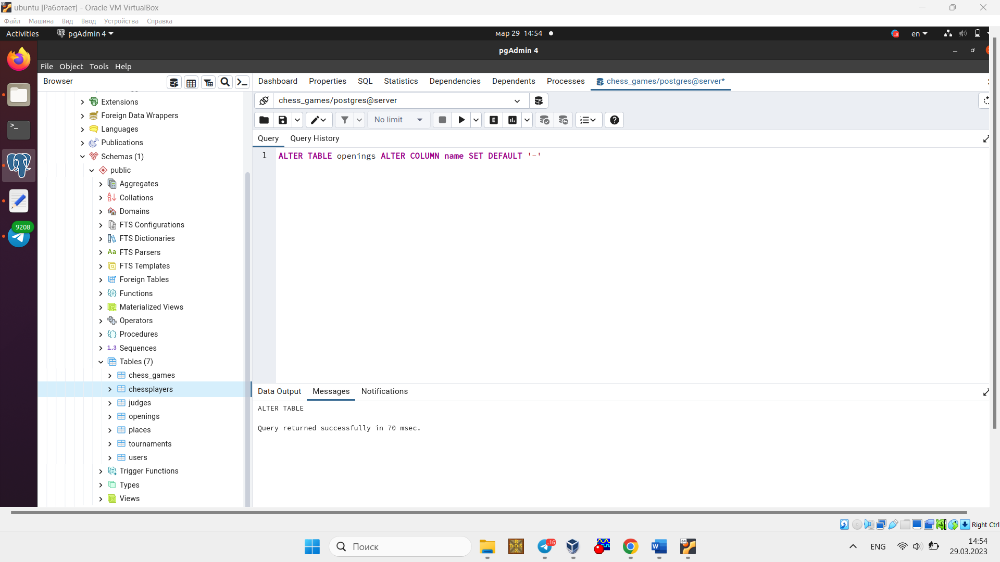 ubuntu [Работает] - Oracle VM VirtualBox
Файл Машина Вид Ввод Устройства Справка
Activities pgAdmin 4 мар 29 14:54 en
pgAdmin 4
File Object Tools Help
Browser
Dashboard Properties SQL Statistics Dependencies Dependents Processes chess_games/postgres@server*
chess_games/postgres@server
No limit
Query Query History
1 ALTER TABLE openings ALTER COLUMN name SET DEFAULT '-'
Extensions
Foreign Data Wrappers
Languages
Publications
Schemas (1)
public
Aggregates
Collations
Domains
FTS Configurations
FTS Dictionaries
Aa FTS Parsers
FTS Templates
Foreign Tables
Functions
Materialized Views
Operators
Procedures
1..3 Sequences
Tables (7)
chess_games
chessplayers
judges
openings
places
tournaments
users
Trigger Functions
Types
Views
9208
Data Output Messages Notifications
ALTER TABLE
Query returned successfully in 70 msec.
Right Ctrl
Поиск
..16
64
ENG
14:54
29.03.2023